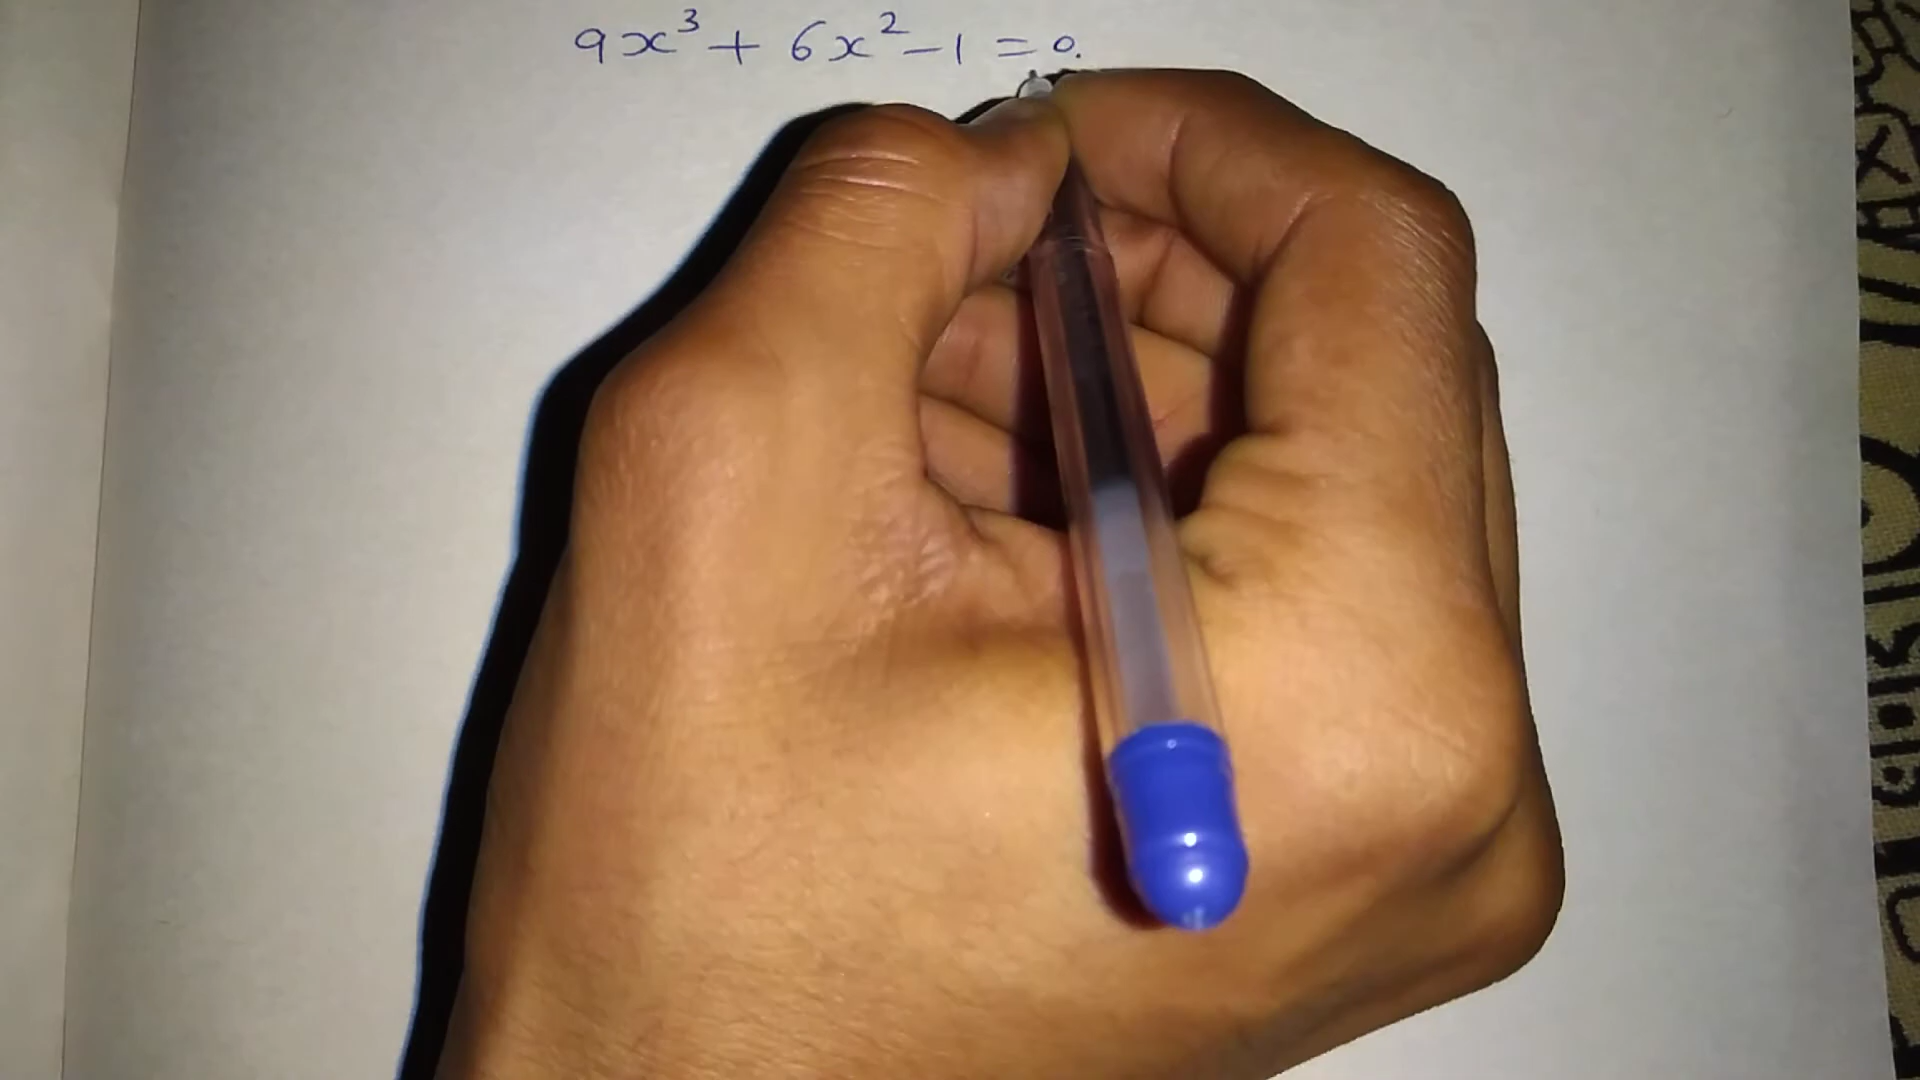 9x³ + 6x² - 1 = 0.